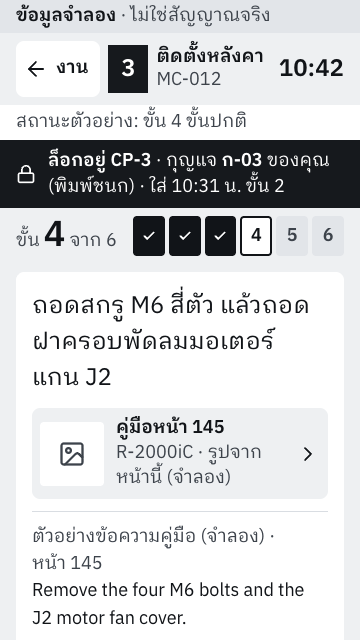 ข้อมูลจำลอง · ไม่ใช่สัญญาณจริง
← งาน
3
ติดตั้งหลังคา
MC-012
10:42
สถานะตัวอย่าง: ขั้น 4 ขั้นปกติ
ล็อกอยู่ CP-3 · กุญแจ ก-03 ของคุณ
(พิมพ์ชนก) · ใส่ 10:31 น. ขั้น 2
ขั้น 4 จาก 6
4 5 6
ถอดสกรู M6 สี่ตัว แล้วถอด
ฝาครอบพัดลมมอเตอร์
แกน J2
คู่มือหน้า 145
R-2000iC · รูปจาก
หน้านี้ (จำลอง)
ตัวอย่างข้อความคู่มือ (จำลอง) ·
หน้า 145
Remove the four M6 bolts and the
J2 motor fan cover.